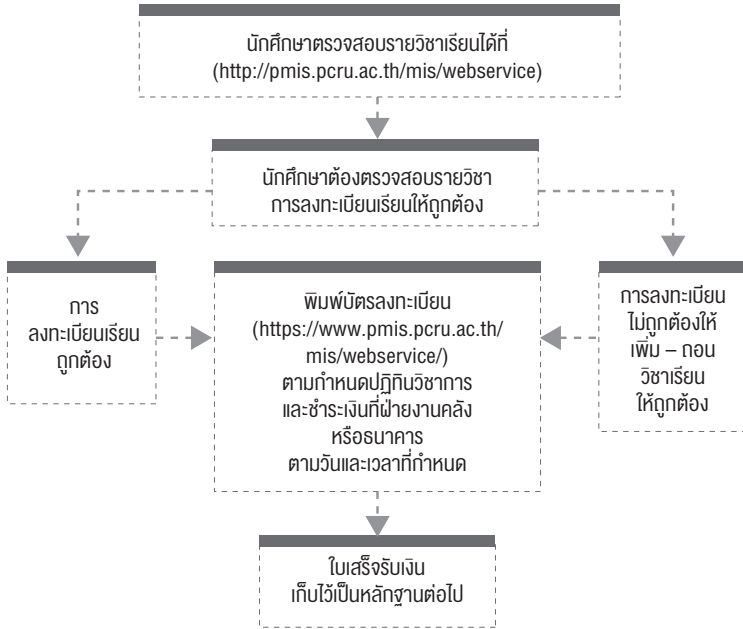 นักศึกษาตรวจสอบรายวิชาเรียนได้ที่
(http://pmis.pcru.ac.th/mis/webservice)
นักศึกษาต้องตรวจสอบรายวิชา
การลงทะเบียนเรียนให้ถูกต้อง
การ
ลงทะเบียนเรียน
ถูกต้อง
พิมพ์บัตรลงทะเบียน
(https://www.pmis.pcru.ac.th/
mis/webservice/)
ตามกำหนดปฏิทินวิชาการ
และชำระเงินที่ฝ่ายงานคลัง
หรือธนาคาร
ตามวันและเวลาที่กำหนด
การลงทะเบียน
ไม่ถูกต้องให้
เพิ่ม – ถอน
วิชาเรียน
ให้ถูกต้อง
ใบเสร็จรับเงิน
เก็บไว้เป็นหลักฐานต่อไป